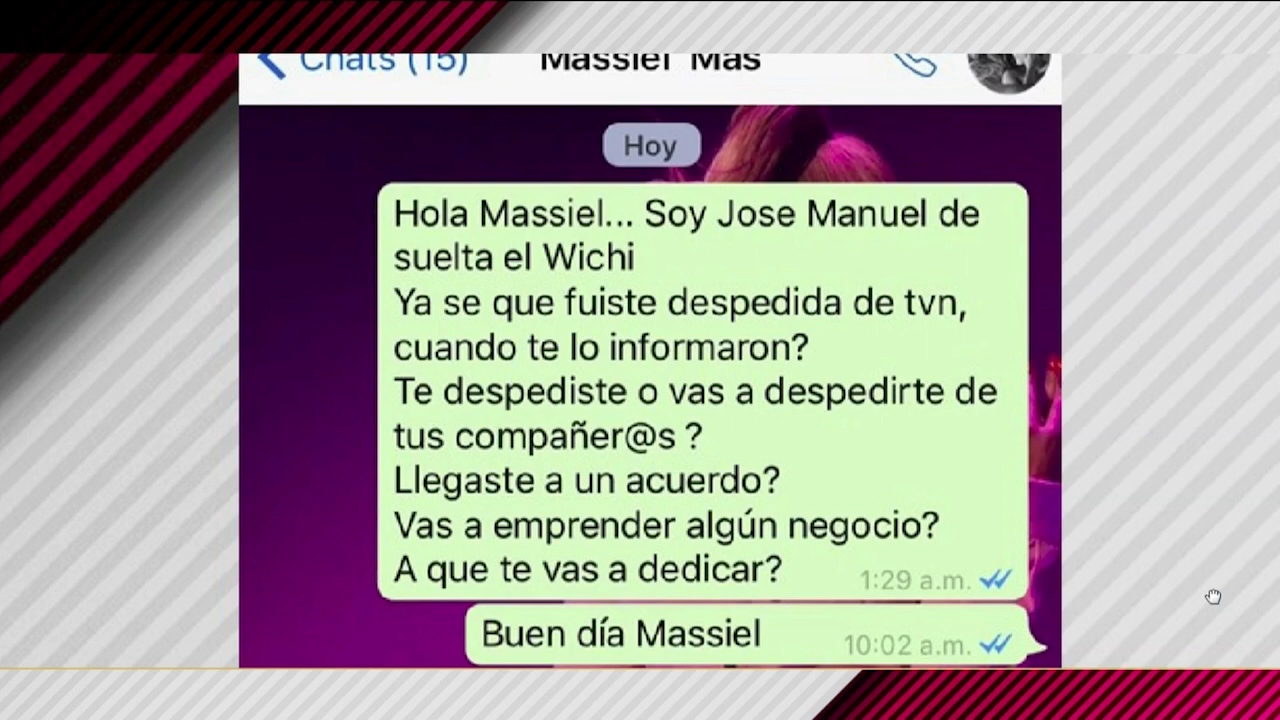 Chats (15)
Massiel Mas
Hoy
Hola Massiel... Soy Jose Manuel de
suelta el Wichi
Ya se que fuiste despedida de tvn,
cuando te lo informaron?
Te despediste o vas a despedirte de
tus compañer@s ?
Llegaste a un acuerdo?
Vas a emprender algún negocio?
A que te vas a dedicar?
1:29 a.m.
Buen día Massiel
10:02 a.m.